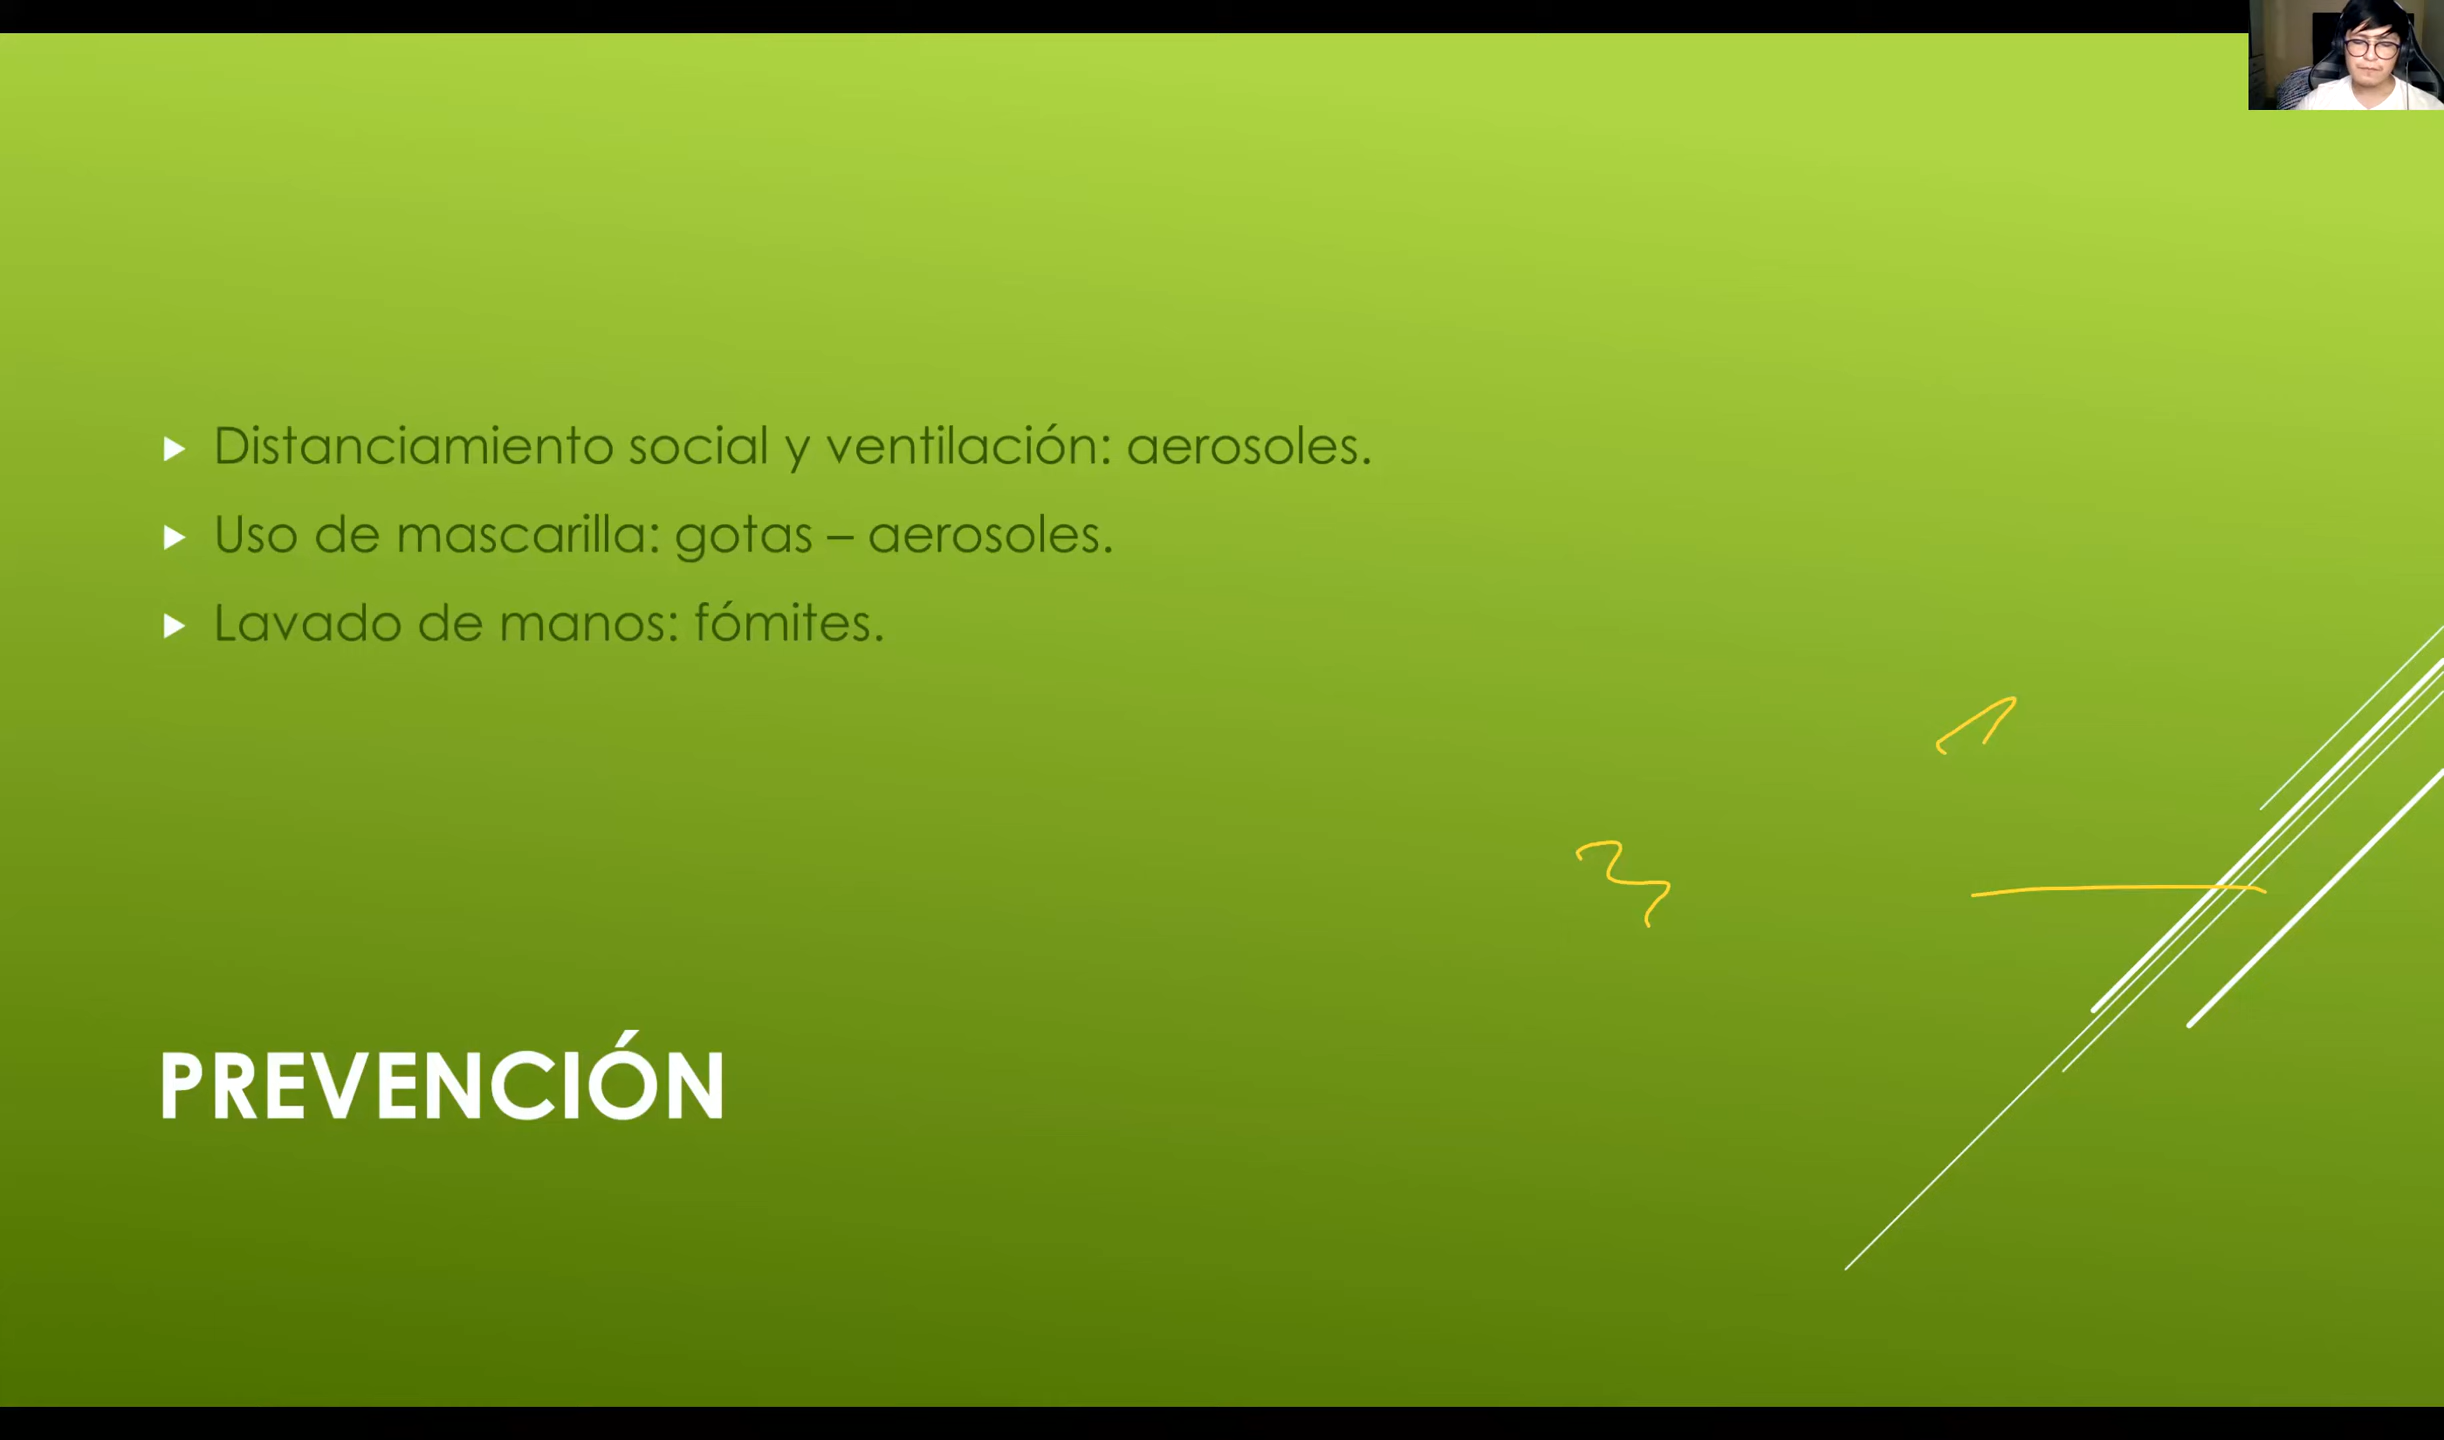 Distanciamiento social y ventilación: aerosoles.
Uso de mascarilla: gotas – aerosoles.
Lavado de manos: fómites.
PREVENCIÓN